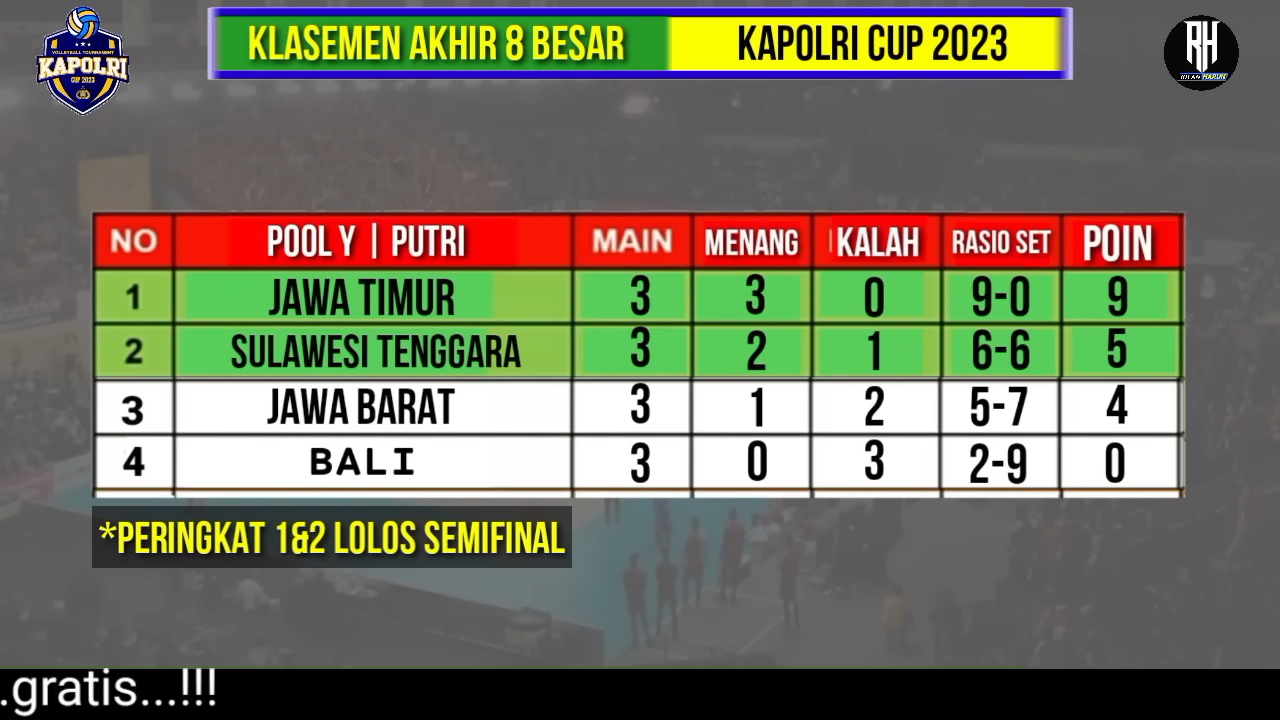 VOLLEYBALL TOURNAMENT
KAPOLRI
CUP 2023
KLASEMEN AKHIR 8 BESAR KAPOLRI CUP 2023
RH
NO POOL Y | PUTRI MAIN MENANG KALAH RASIO SET POIN
1 JAWA TIMUR 3 3 0 9-0 9
2 SULAWESI TENGGARA 3 2 1 6-6 5
3 JAWA BARAT 3 1 2 5-7 4
4 BALI 3 0 3 2-9 0
*PERINGKAT 1&2 LOLOS SEMIFINAL
.gratis...!!!